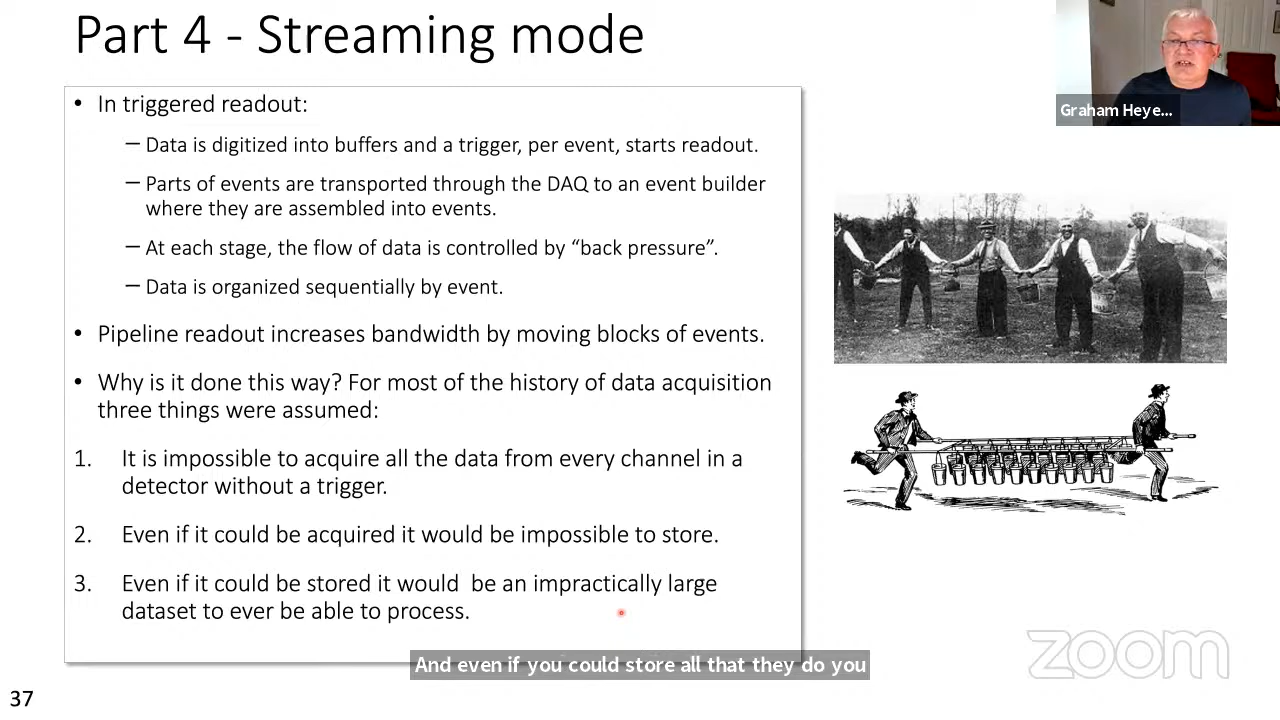 Part 4 - Streaming mode
Graham Heye...
• In triggered readout:
– Data is digitized into buffers and a trigger, per event, starts readout.
– Parts of events are transported through the DAQ to an event builder
where they are assembled into events.
– At each stage, the flow of data is controlled by “back pressure”.
– Data is organized sequentially by event.
• Pipeline readout increases bandwidth by moving blocks of events.
• Why is it done this way? For most of the history of data acquisition
three things were assumed:
1. It is impossible to acquire all the data from every channel in a
detector without a trigger.
2. Even if it could be acquired it would be impossible to store.
3. Even if it could be stored it would be an impractically large
dataset to ever be able to process.
And even if you could store all that they do you
zoom
37